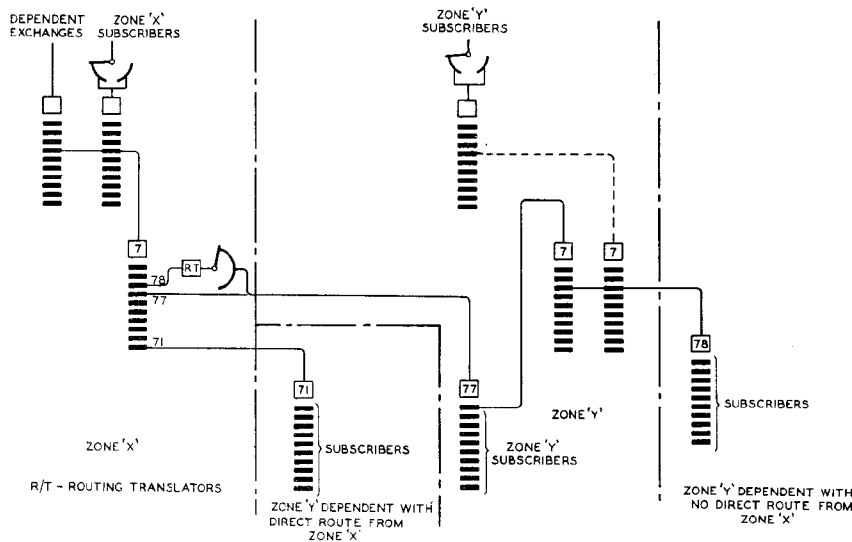 DEPENDENT
EXCHANGES
ZONE 'X'
SUBSCRIBERS
ZONE 'Y'
SUBSCRIBERS
7
78
RT
77
71
7
7
71
77
78
SUBSCRIBERS
ZONE 'Y'
SUBSCRIBERS
ZONE 'Y'
SUBSCRIBERS
ZONE 'X'
R/T - ROUTING TRANSLATORS
ZONE 'Y' DEPENDENT WITH
DIRECT ROUTE FROM
ZONE 'X'
ZONE 'Y' DEPENDENT WITH
NO DIRECT ROUTE FROM
ZONE 'X'